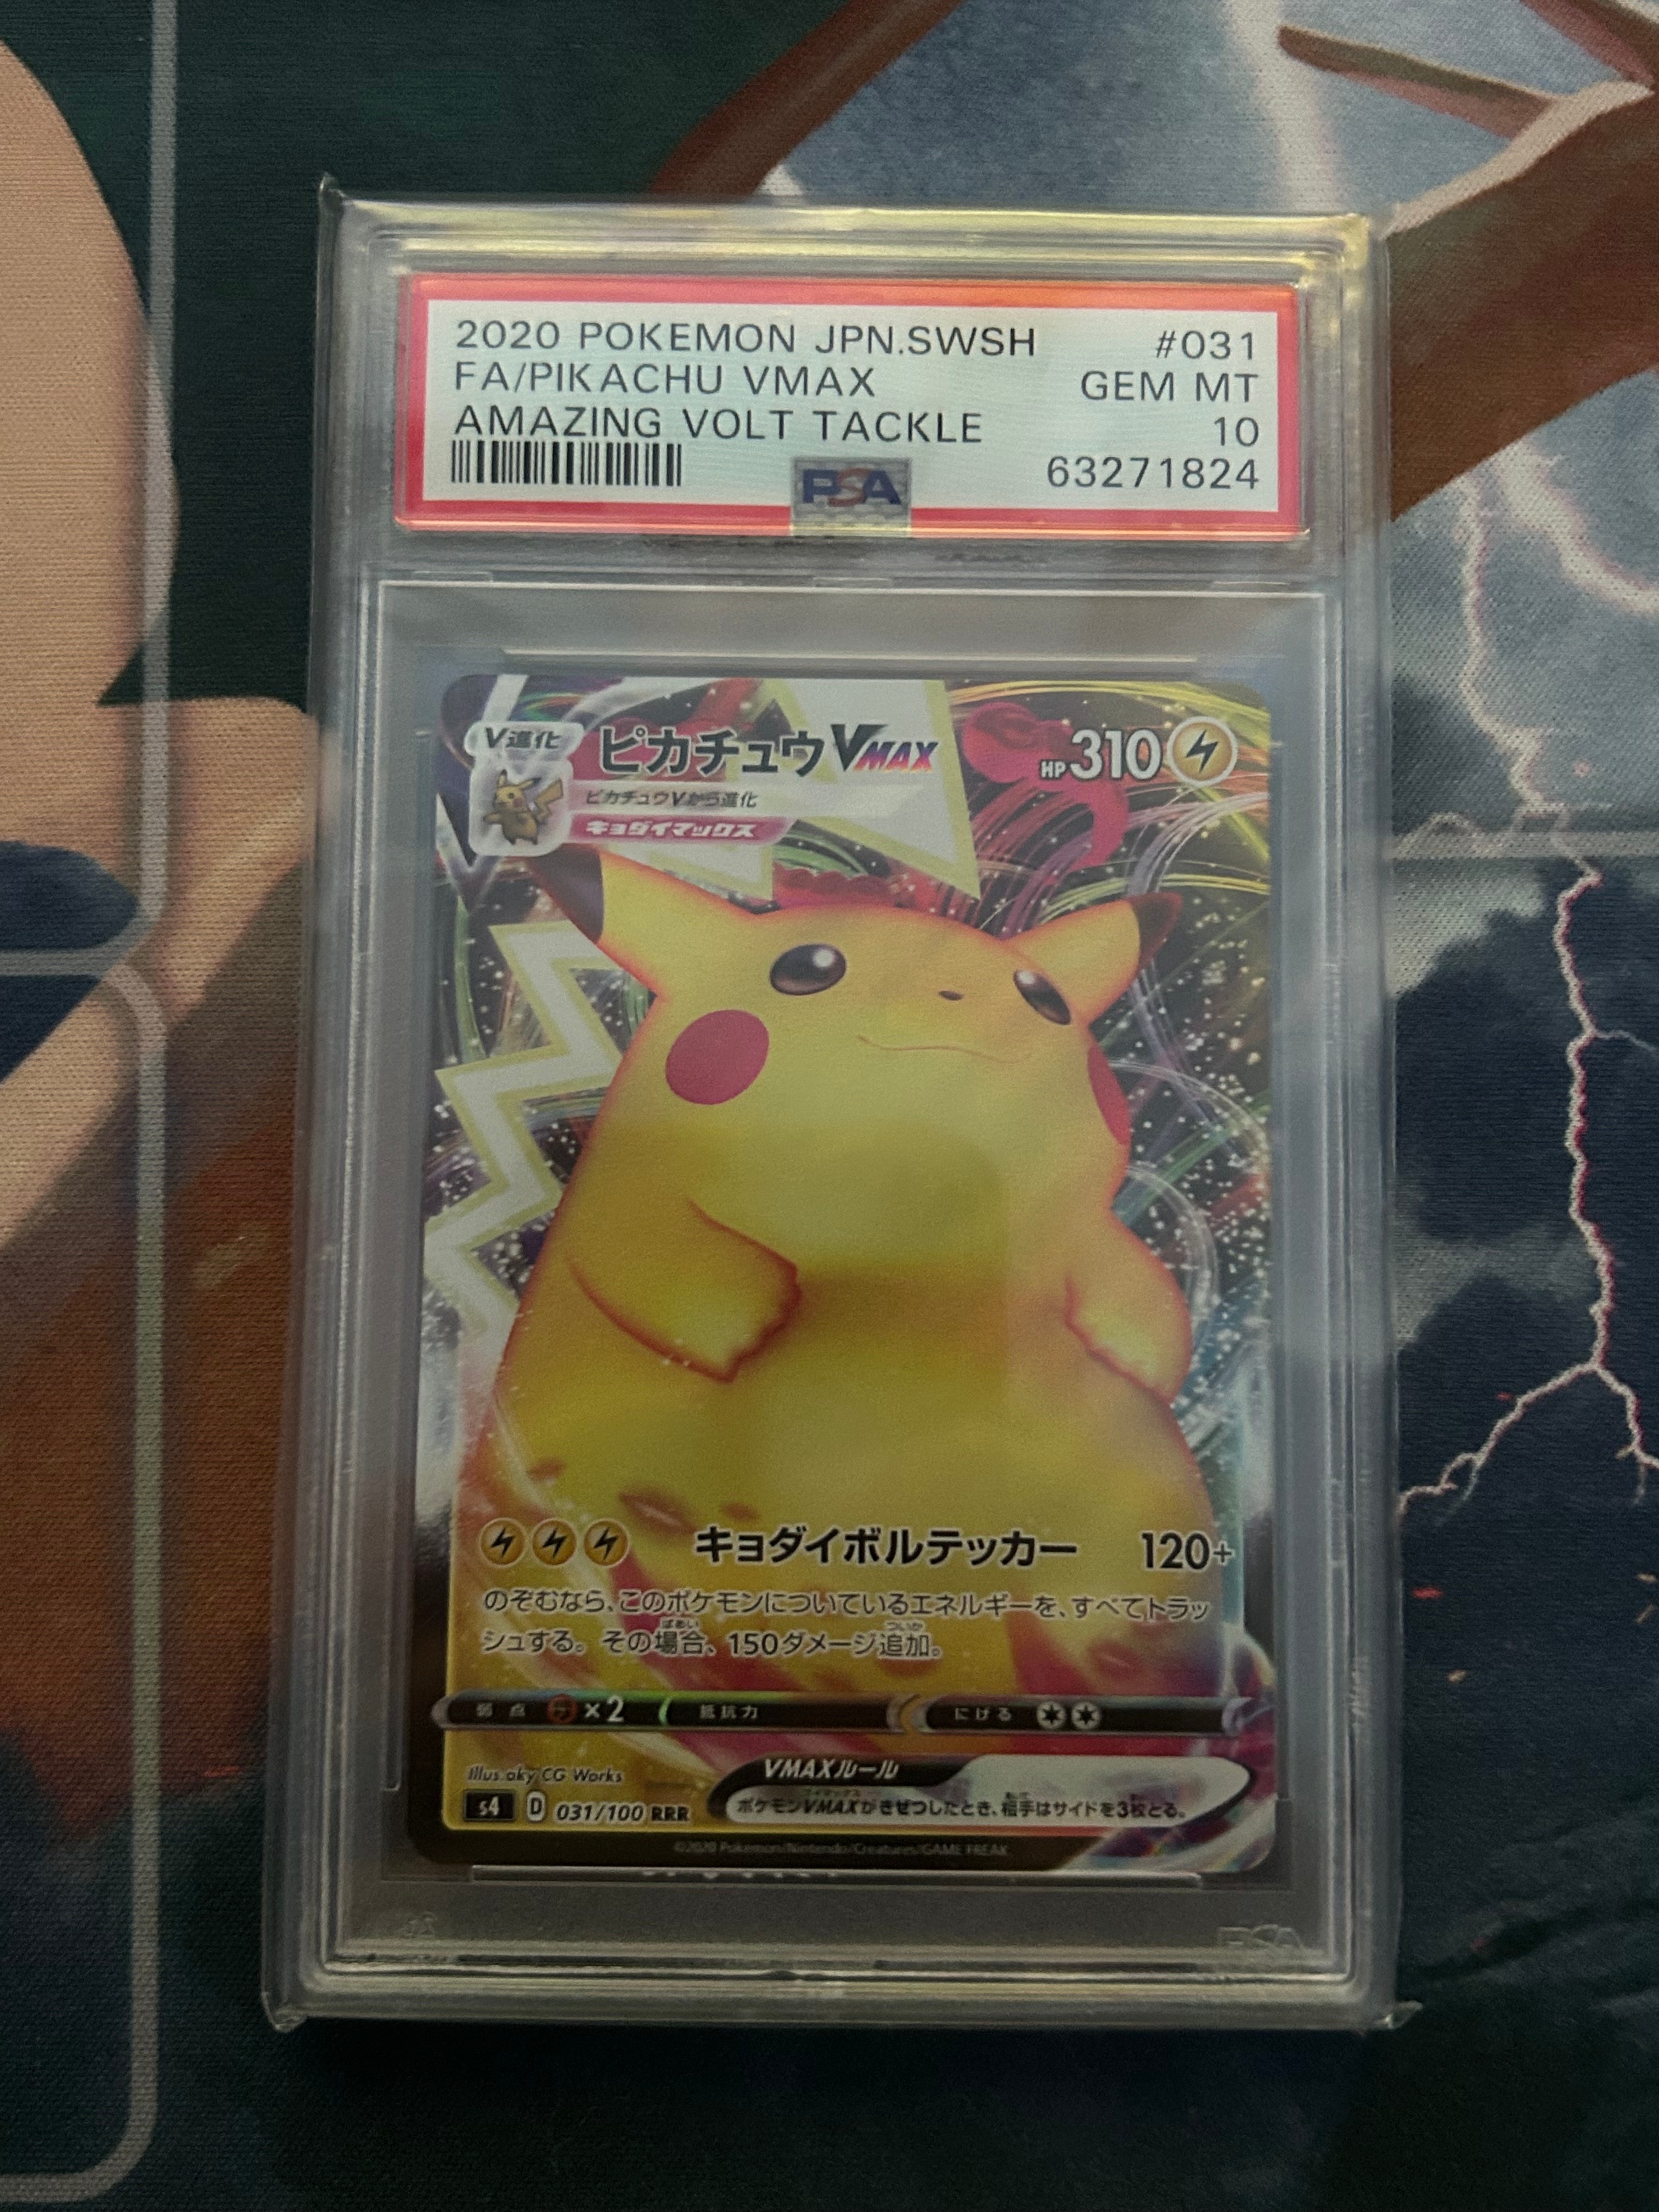 2020 POKEMON JPN.SWSH #031
FA/PIKACHU VMAX GEM MT
AMAZING VOLT TACKLE 10
PSA 63271824
V進化 ピカチュウVMAX HP310
ピカチュウVから進化
キョダイマックス
キョダイボルテッカー 120+
のぞむなら、このポケモンについているエネルギーを、すべてトラッ
シュする。その場合、150ダメージ追加。
弱点 ×2 抵抗力 にげる
Illus.aky CG Works
VMAXルール
ポケモンVMAXがきぜつしたとき、相手はサイドを3枚とる。
s4 D 031/100 RRR
©2020 Pokémon/Nintendo/Creatures/GAME FREAK.
PSA